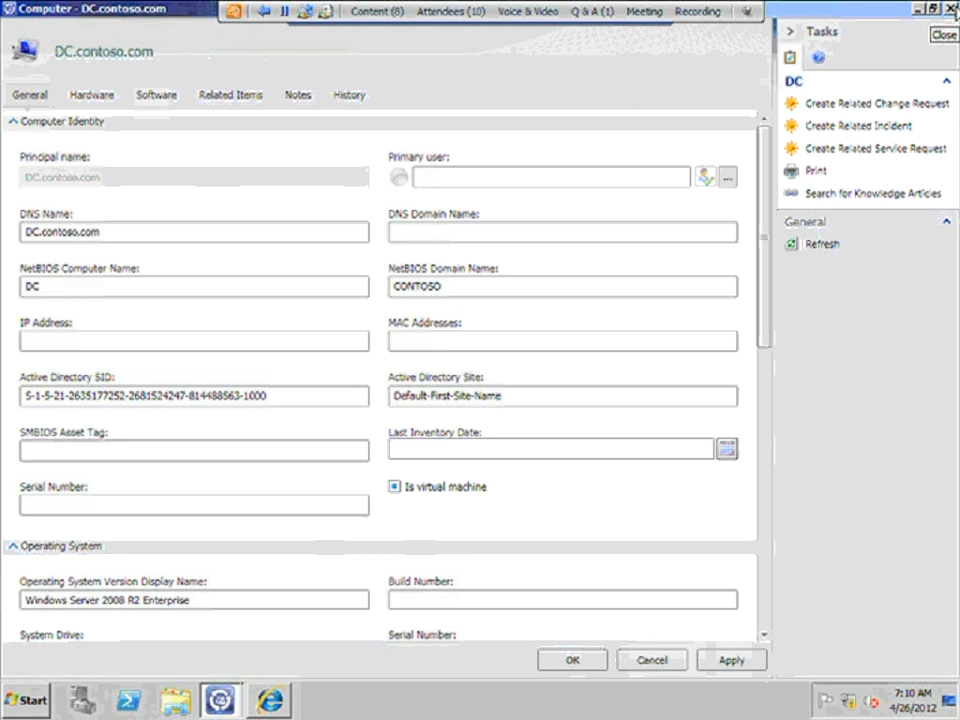 Computer - DC.contoso.com
Content (8) Attendees (10) Voice & Video Q & A (1) Meeting Recording
Close
DC.contoso.com
General Hardware Software Related Items Notes History
Computer Identity
Principal name:
DC.contoso.com
Primary user:
...
DNS Name:
DC.contoso.com
DNS Domain Name:
NetBIOS Computer Name:
DC
NetBIOS Domain Name:
CONTOSO
IP Address:
MAC Addresses:
Active Directory SID:
S-1-5-21-2635177252-2681524247-814488563-1000
Active Directory Site:
Default-First-Site-Name
SMBIOS Asset Tag:
Last Inventory Date:
Serial Number:
Is virtual machine
Operating System
Operating System Version Display Name:
Windows Server 2008 R2 Enterprise
Build Number:
System Drive:
Serial Number:
OK Cancel Apply
Tasks
DC
Create Related Change Request
Create Related Incident
Create Related Service Request
Print
Search for Knowledge Articles
General
Refresh
Start
7:10 AM
4/26/2012